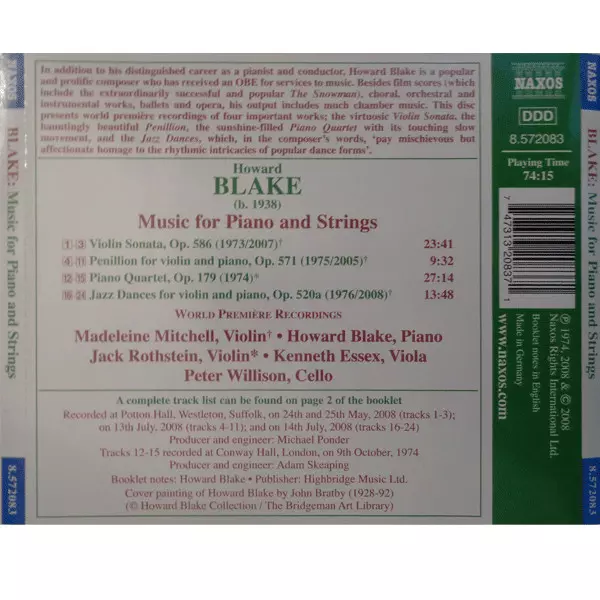 In addition to his distinguished career as a pianist and conductor, Howard Blake is a popular
and prolific composer who has received an OBE for services to music. Besides film scores (which
include the extraordinarily successful and popular The Snowman), choral, orchestral and
instrumental works, ballets and opera, his output includes much chamber music. This disc
presents world première recordings of four important works; the virtuosic Violin Sonata, the
hauntingly beautiful Penillion, the sunshine-filled Piano Quartet with its touching slow
movement, and the Jazz Dances, which, in the composer's words, 'pay mischievous but
affectionate homage to the rhythmic intricacies of popular dance forms'.
Howard
BLAKE
(b. 1938)
Music for Piano and Strings
1-3 Violin Sonata, Op. 586 (1973/2007)† 23:41
4-11 Penillion for violin and piano, Op. 571 (1975/2005)† 9:32
12-15 Piano Quartet, Op. 179 (1974)* 27:14
16-24 Jazz Dances for violin and piano, Op. 520a (1976/2008)† 13:48
WORLD PREMIÈRE RECORDINGS
Madeleine Mitchell, Violin† • Howard Blake, Piano
Jack Rothstein, Violin* • Kenneth Essex, Viola
Peter Willison, Cello
A complete track list can be found on page 2 of the booklet
Recorded at Potton Hall, Westleton, Suffolk, on 24th and 25th May, 2008 (tracks 1-3);
on 13th July, 2008 (tracks 4-11); and on 14th July, 2008 (tracks 16-24)
Producer and engineer: Michael Ponder
Tracks 12-15 recorded at Conway Hall, London, on 9th October, 1974
Producer and engineer: Adam Skeaping
Booklet notes: Howard Blake • Publisher: Highbridge Music Ltd.
Cover painting of Howard Blake by John Bratby (1928-92)
(© Howard Blake Collection / The Bridgeman Art Library)
NAXOS
DDD
8.572083
Playing Time
74:15
7 47313 20837 1
℗ 1974, 2008 & © 2008
Naxos Rights International Ltd.
Booklet notes in English
Made in Germany
www.naxos.com
NAXOS
BLAKE: Music for Piano and Strings
8.572083
NAXOS
BLAKE: Music for Piano and Strings
8.572083